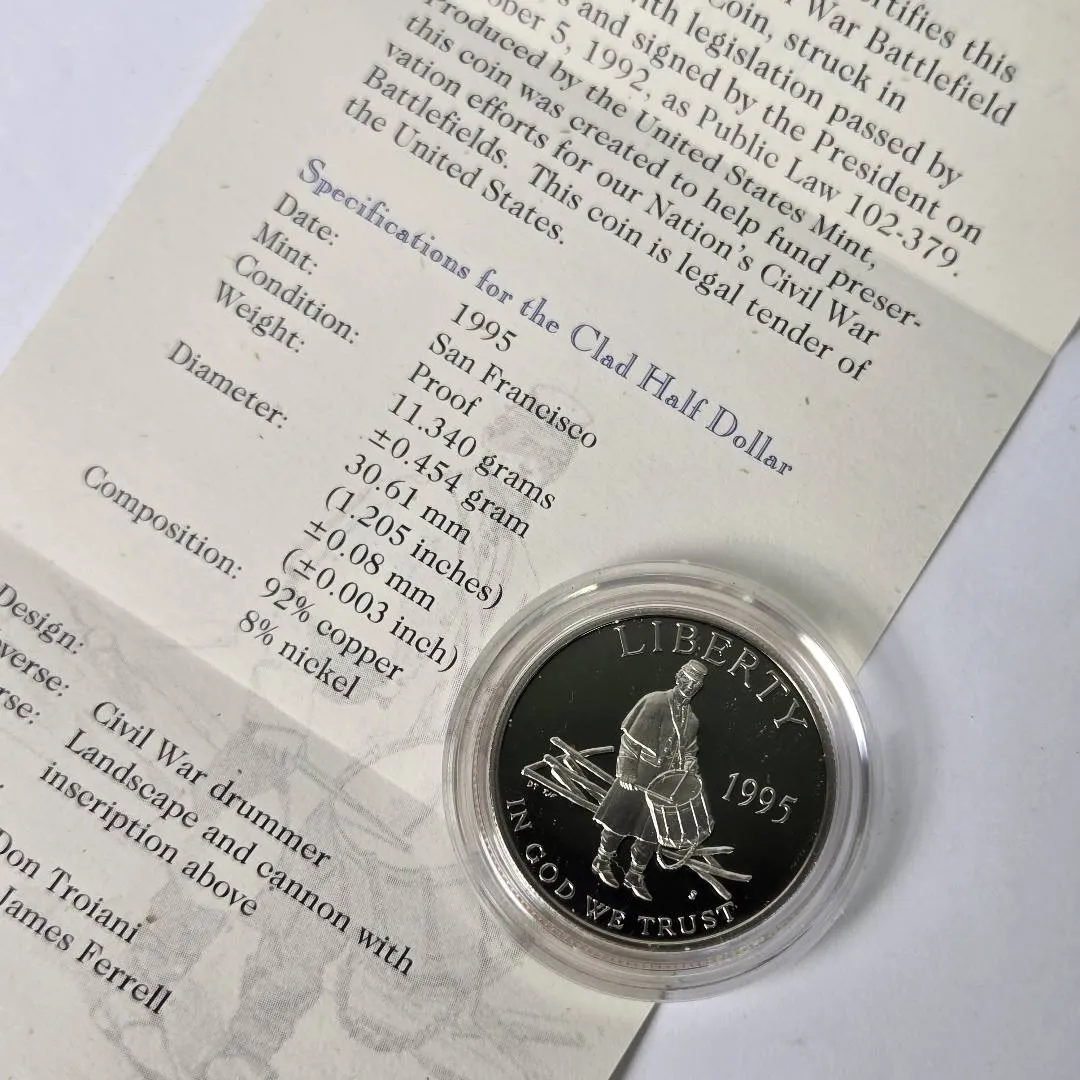 rtifies this
War Battlefield
Coin, struck in
th legislation passed by
s and signed by the President on
ober 5, 1992, as Public Law 102-379.
Produced by the United States Mint,
this coin was created to help fund preser-
vation efforts for our Nation's Civil War
Battlefields. This coin is legal tender of
the United States.
Specifications for the Clad Half Dollar
Date: 1995
Mint: San Francisco
Condition: Proof
Weight: 11.340 grams
±0.454 gram
Diameter: 30.61 mm
(1.205 inches)
±0.08 mm
(±0.003 inch)
Composition: 92% copper
8% nickel
Design:
verse: Civil War drummer
rse: Landscape and cannon with
inscription above
Don Troiani
James Ferrell
LIBERTY
1995
S
IN GOD WE TRUST